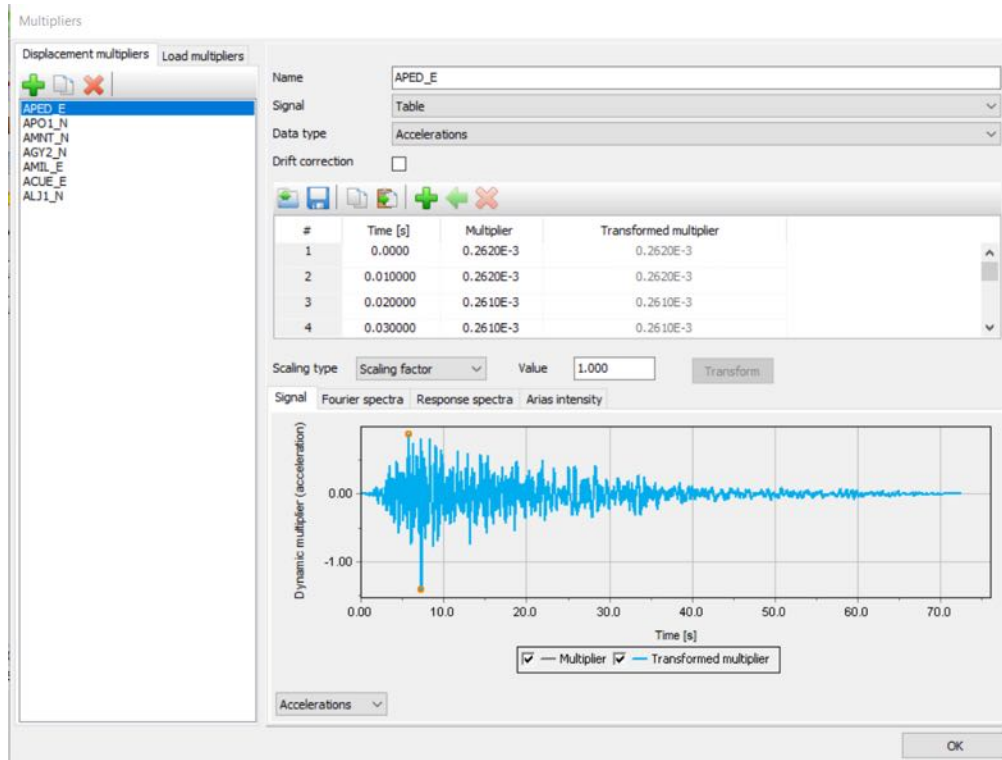 Multipliers
Displacement multipliers Load multipliers
APED_E
APO1_N
AMNT_N
AGY2_N
AMIL_E
ACUE_E
ALJ1_N
Name APED_E
Signal Table
Data type Accelerations
Drift correction
# Time [s] Multiplier Transformed multiplier
1 0.0000 0.2620E-3 0.2620E-3
2 0.010000 0.2620E-3 0.2620E-3
3 0.020000 0.2610E-3 0.2610E-3
4 0.030000 0.2610E-3 0.2610E-3
Scaling type Scaling factor Value 1.000 Transform
Signal Fourier spectra Response spectra Arias intensity
Dynamic multiplier (acceleration)
0.00
-1.00
0.00 10.0 20.0 30.0 40.0 50.0 60.0 70.0
Time [s]
Multiplier Transformed multiplier
Accelerations
OK